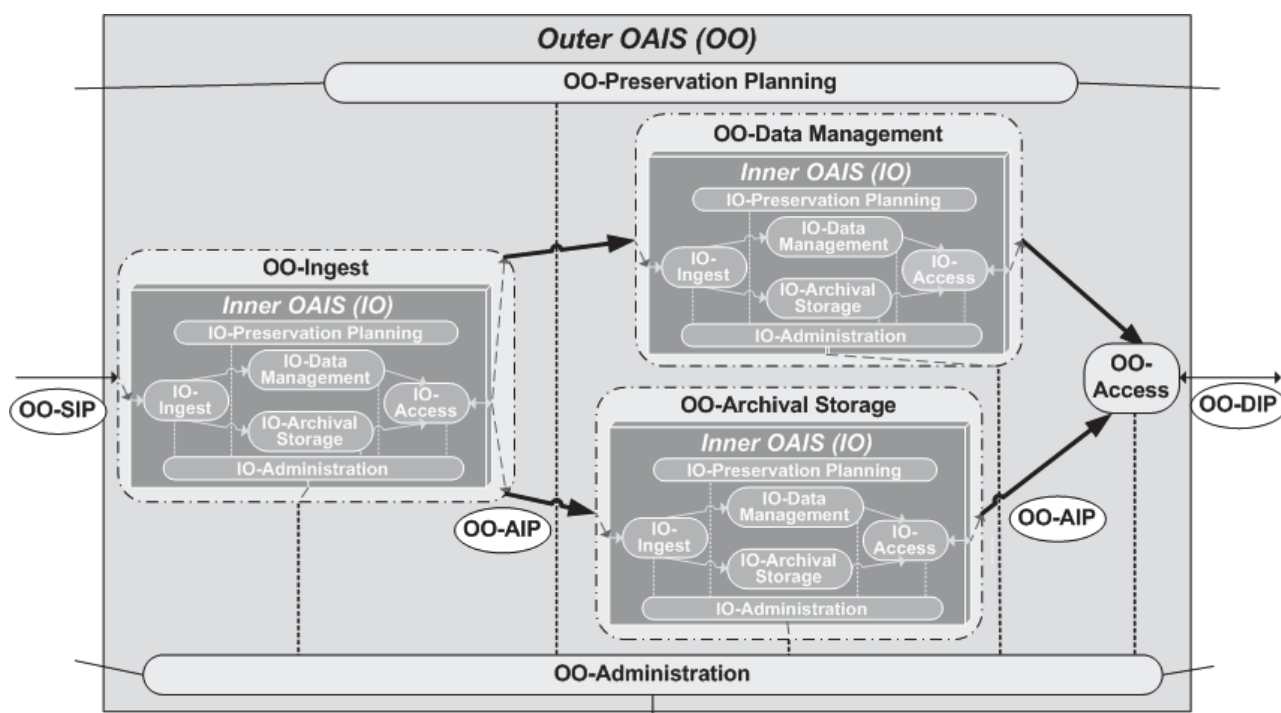 Outer OAIS (OO)
OO-Preservation Planning
OO-Data Management
Inner OAIS (IO)
IO-Preservation Planning
IO-Data
Management
IO-
Ingest
IO-
Access
IO-Archival
Storage
IO-Administration
OO-Ingest
Inner OAIS (IO)
IO-Preservation Planning
IO-Data
Management
IO-
Ingest
IO-
Access
IO-Archival
Storage
IO-Administration
OO-SIP
OO-
Access
OO-DIP
OO-Archival Storage
Inner OAIS (IO)
IO-Preservation Planning
IO-Data
Management
IO-
Ingest
IO-
Access
IO-Archival
Storage
IO-Administration
OO-AIP
OO-AIP
OO-Administration